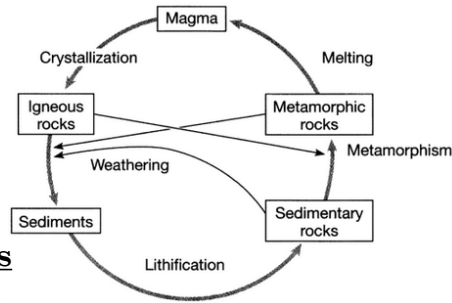 Magma
Crystallization
Melting
Igneous
rocks
Metamorphic
rocks
Metamorphism
Weathering
Sediments
Sedimentary
rocks
s
Lithification